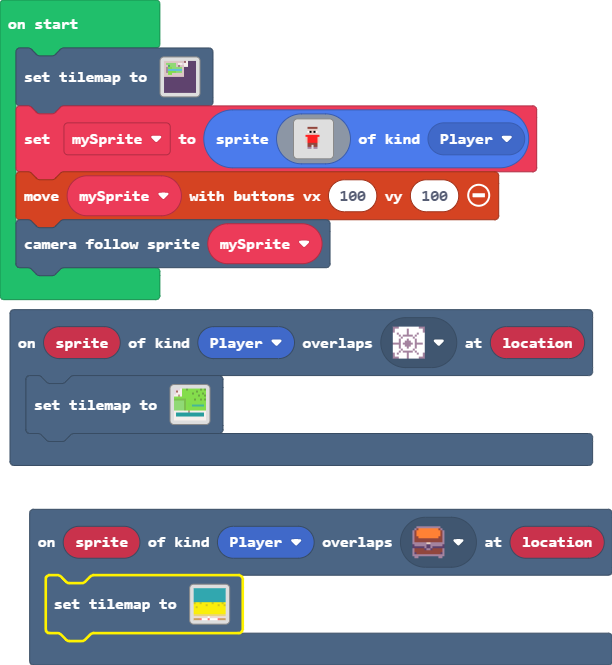 on start
set tilemap to
set mySprite to sprite of kind Player
move mySprite with buttons vx 100 vy 100
camera follow sprite mySprite
on sprite of kind Player overlaps at location
set tilemap to
on sprite of kind Player overlaps at location
set tilemap to